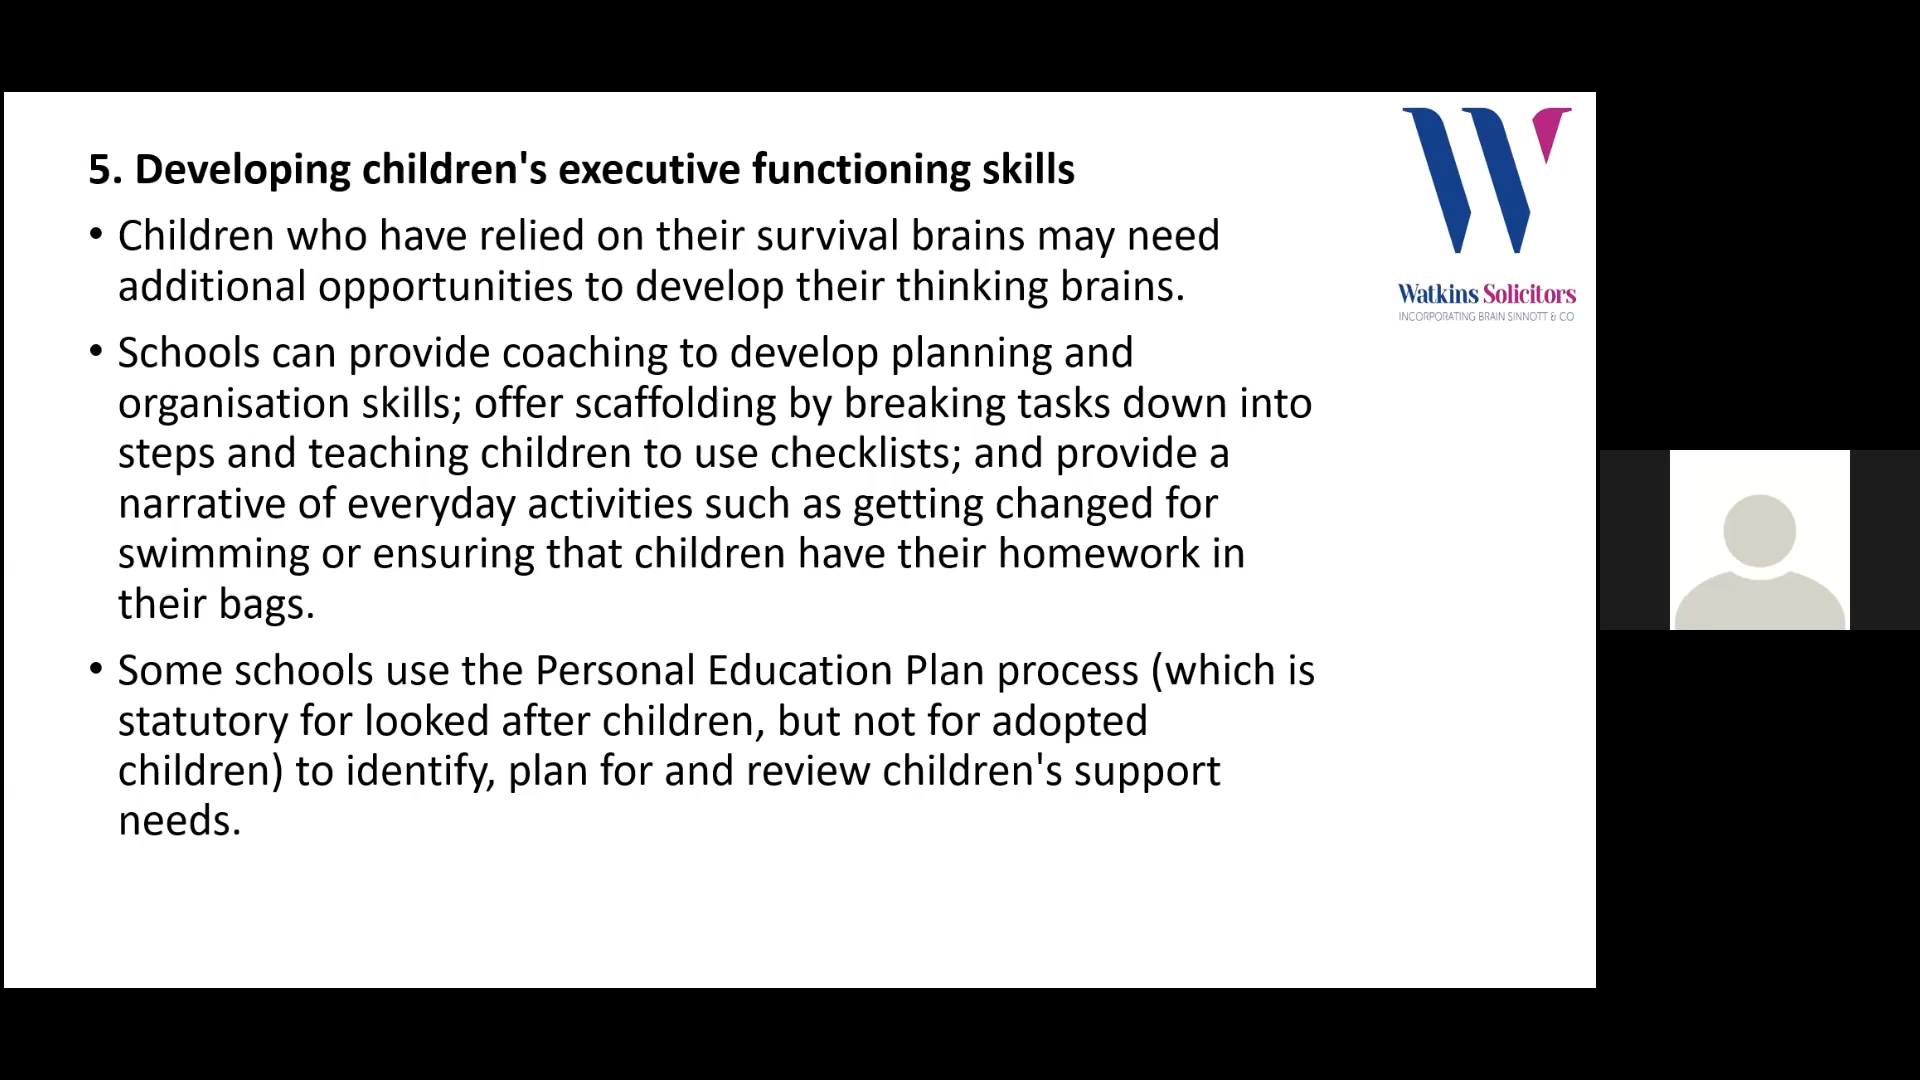 5. Developing children's executive functioning skills
• Children who have relied on their survival brains may need
additional opportunities to develop their thinking brains.
• Schools can provide coaching to develop planning and
organisation skills; offer scaffolding by breaking tasks down into
steps and teaching children to use checklists; and provide a
narrative of everyday activities such as getting changed for
swimming or ensuring that children have their homework in
their bags.
• Some schools use the Personal Education Plan process (which is
statutory for looked after children, but not for adopted
children) to identify, plan for and review children's support
needs.
W
Watkins Solicitors
INCORPORATING BRAIN SINNOTT & CO